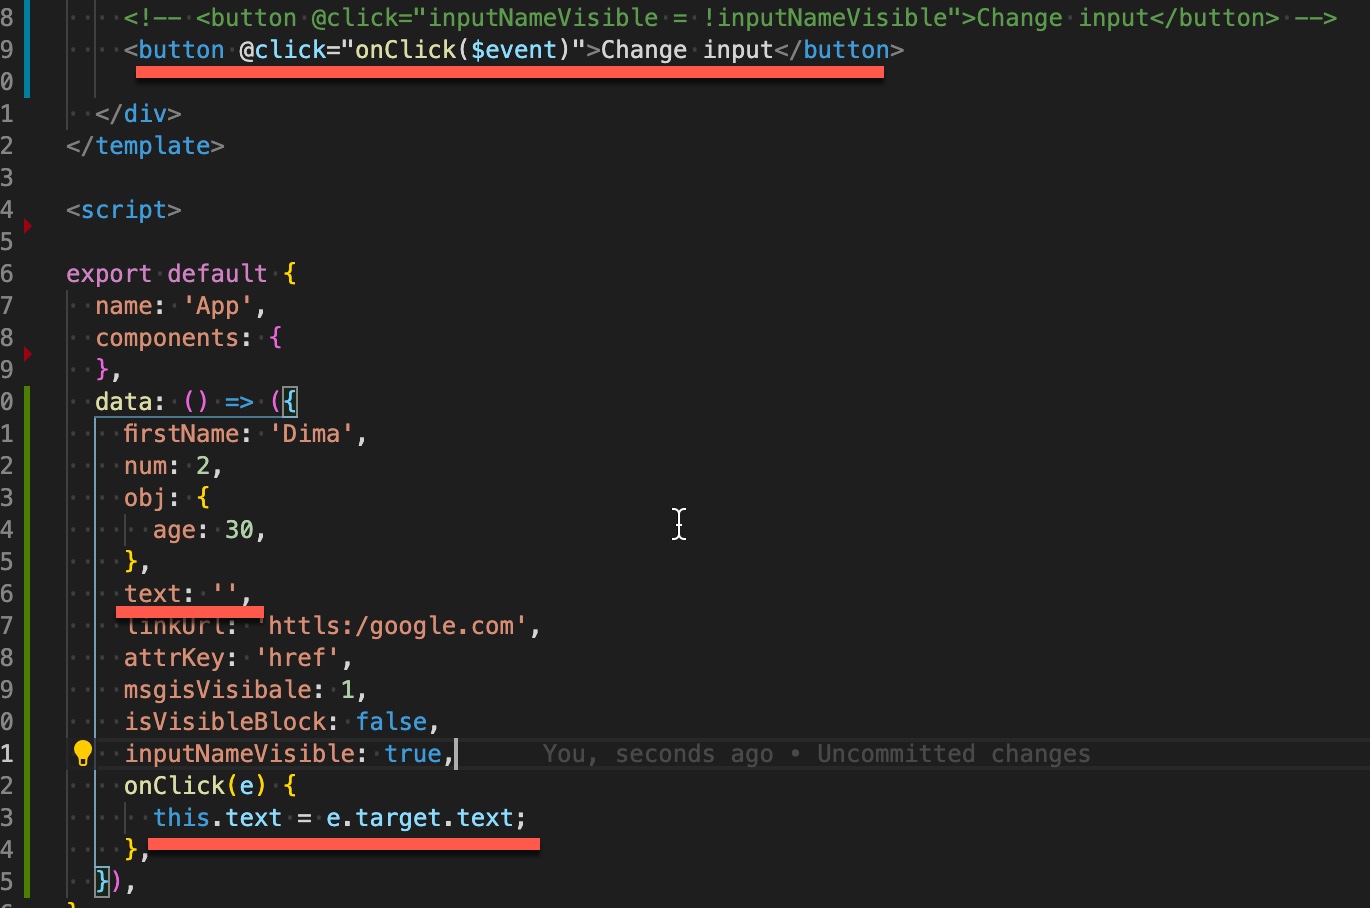 8 <!-- <button @click="inputNameVisible = !inputNameVisible">Change input</button> -->
9 <button @click="onClick($event)">Change input</button>
0
1 </div>
2 </template>
3
4 <script>
5
6 export default {
7 name: 'App',
8 components: {
9 },
0 data: () => ({
1 firstName: 'Dima',
2 num: 2,
3 obj: {
4 age: 30,
5 },
6 text: '',
7 linkUrl: 'httls:/google.com',
8 attrKey: 'href',
9 msgisVisibale: 1,
0 isVisibleBlock: false,
1 inputNameVisible: true, You, seconds ago • Uncommitted changes
2 onClick(e) {
3 this.text = e.target.text;
4 },
5 }),